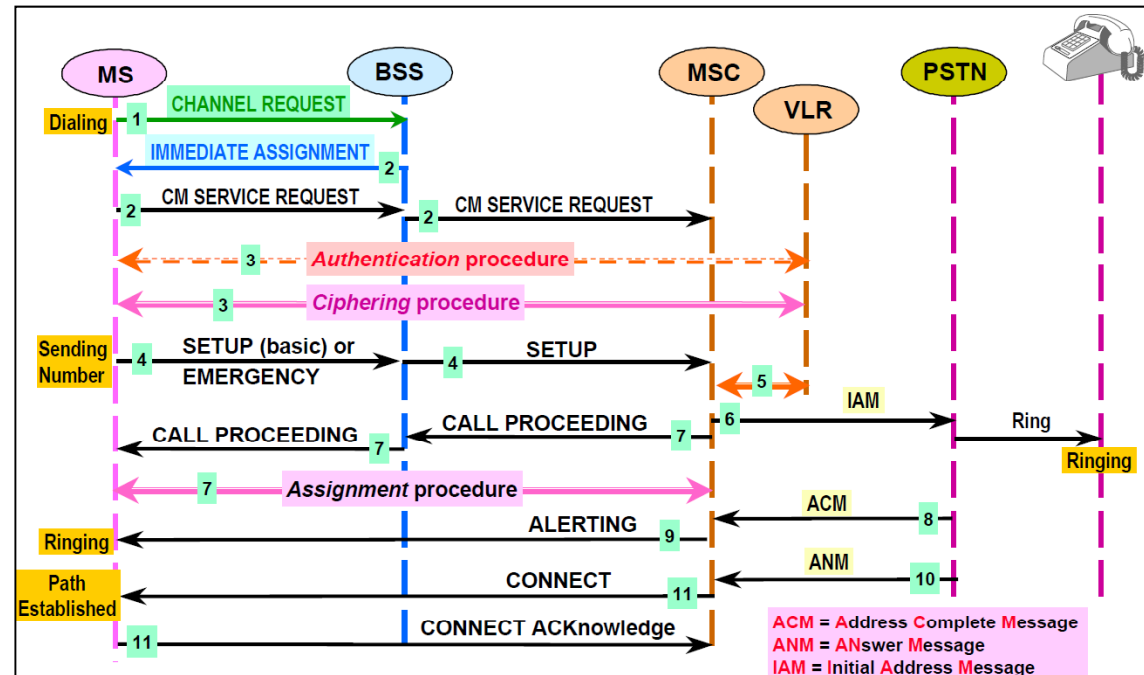 MS
BSS
MSC
PSTN
VLR
Dialing
1
CHANNEL REQUEST
IMMEDIATE ASSIGNMENT
2
2
CM SERVICE REQUEST
2
CM SERVICE REQUEST
3
Authentication procedure
3
Ciphering procedure
Sending
Number
4
SETUP (basic) or
EMERGENCY
4
SETUP
5
6
IAM
Ring
Ringing
CALL PROCEEDING
7
CALL PROCEEDING
7
7
Assignment procedure
ACM
8
Ringing
ALERTING
9
ANM
10
Path
Established
CONNECT
11
11
CONNECT ACKnowledge
ACM = Address Complete Message
ANM = ANswer Message
IAM = Initial Address Message